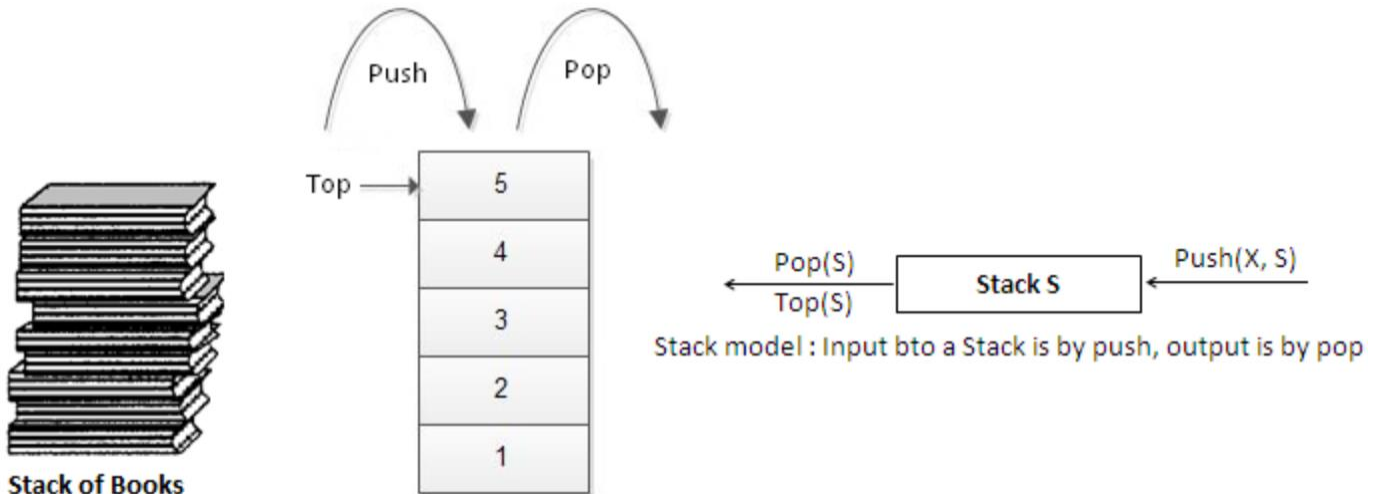 Push
Pop
Top
5
4
3
2
1
Stack of Books
Pop(S)
Top(S)
Stack S
Push(X, S)
Stack model : Input bto a Stack is by push, output is by pop